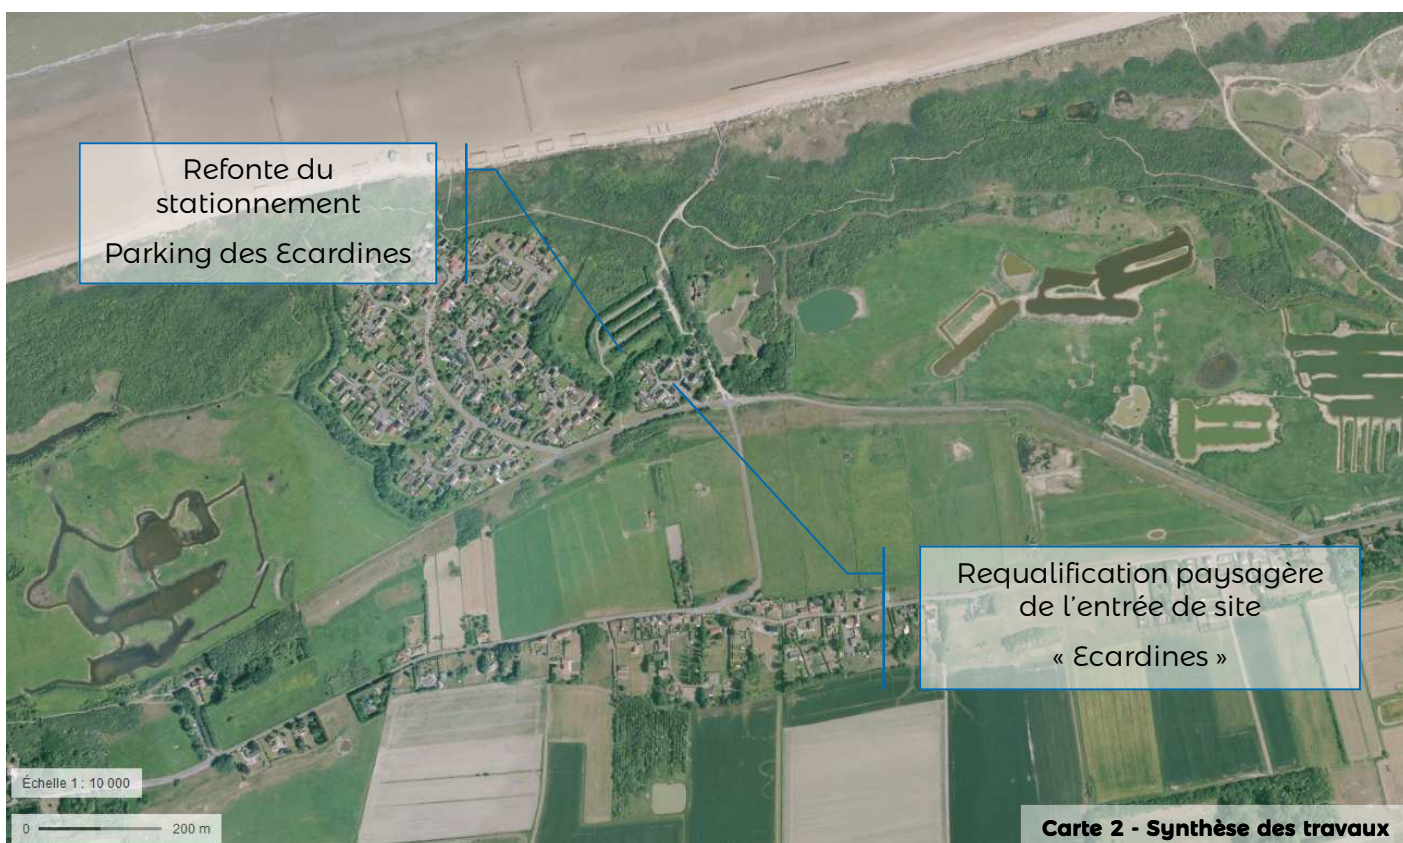 Refonte du
stationnement
Parking des Ecardines
Requalification paysagère
de l'entrée de site
« Ecardines »
Échelle 1 : 10 000
0 200 m
Carte 2 - Synthèse des travaux